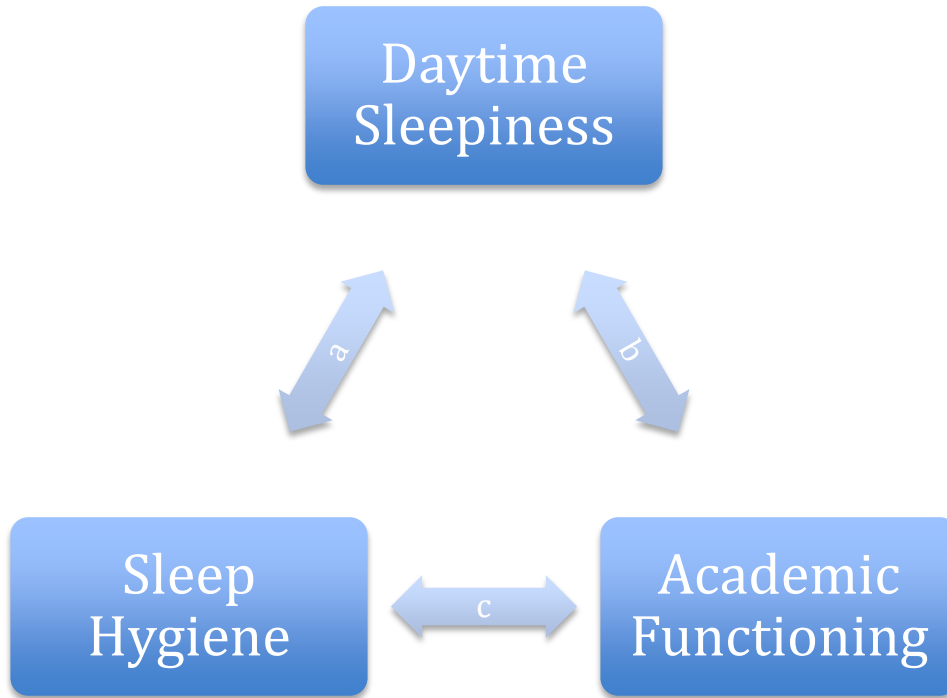 Daytime
Sleepiness
a
b
Sleep
Hygiene
c
Academic
Functioning